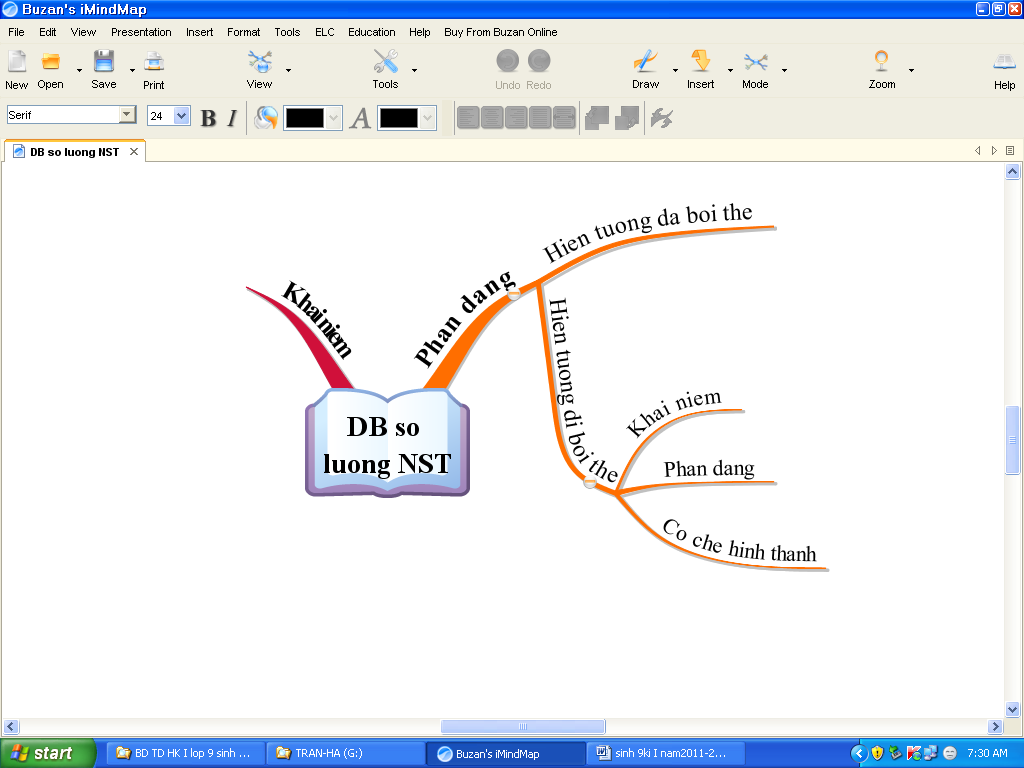 Buzan's iMindMap
File Edit View Presentation Insert Format Tools ELC Education Help Buy From Buzan Online
New Open Save Print View Tools Undo Redo Draw Insert Mode Zoom Help
Serif 24 B I A
DB so luong NST
Hien tuong da boi the
Phan dang
Khai niem
Hien tuong di boi the
Khai niem
DB so
luong NST
Phan dang
Co che hinh thanh
start BD TD HK I lop 9 sinh ... TRAN-HA (G:) Buzan's iMindMap sinh 9ki I nam2011-2... 7:30 AM